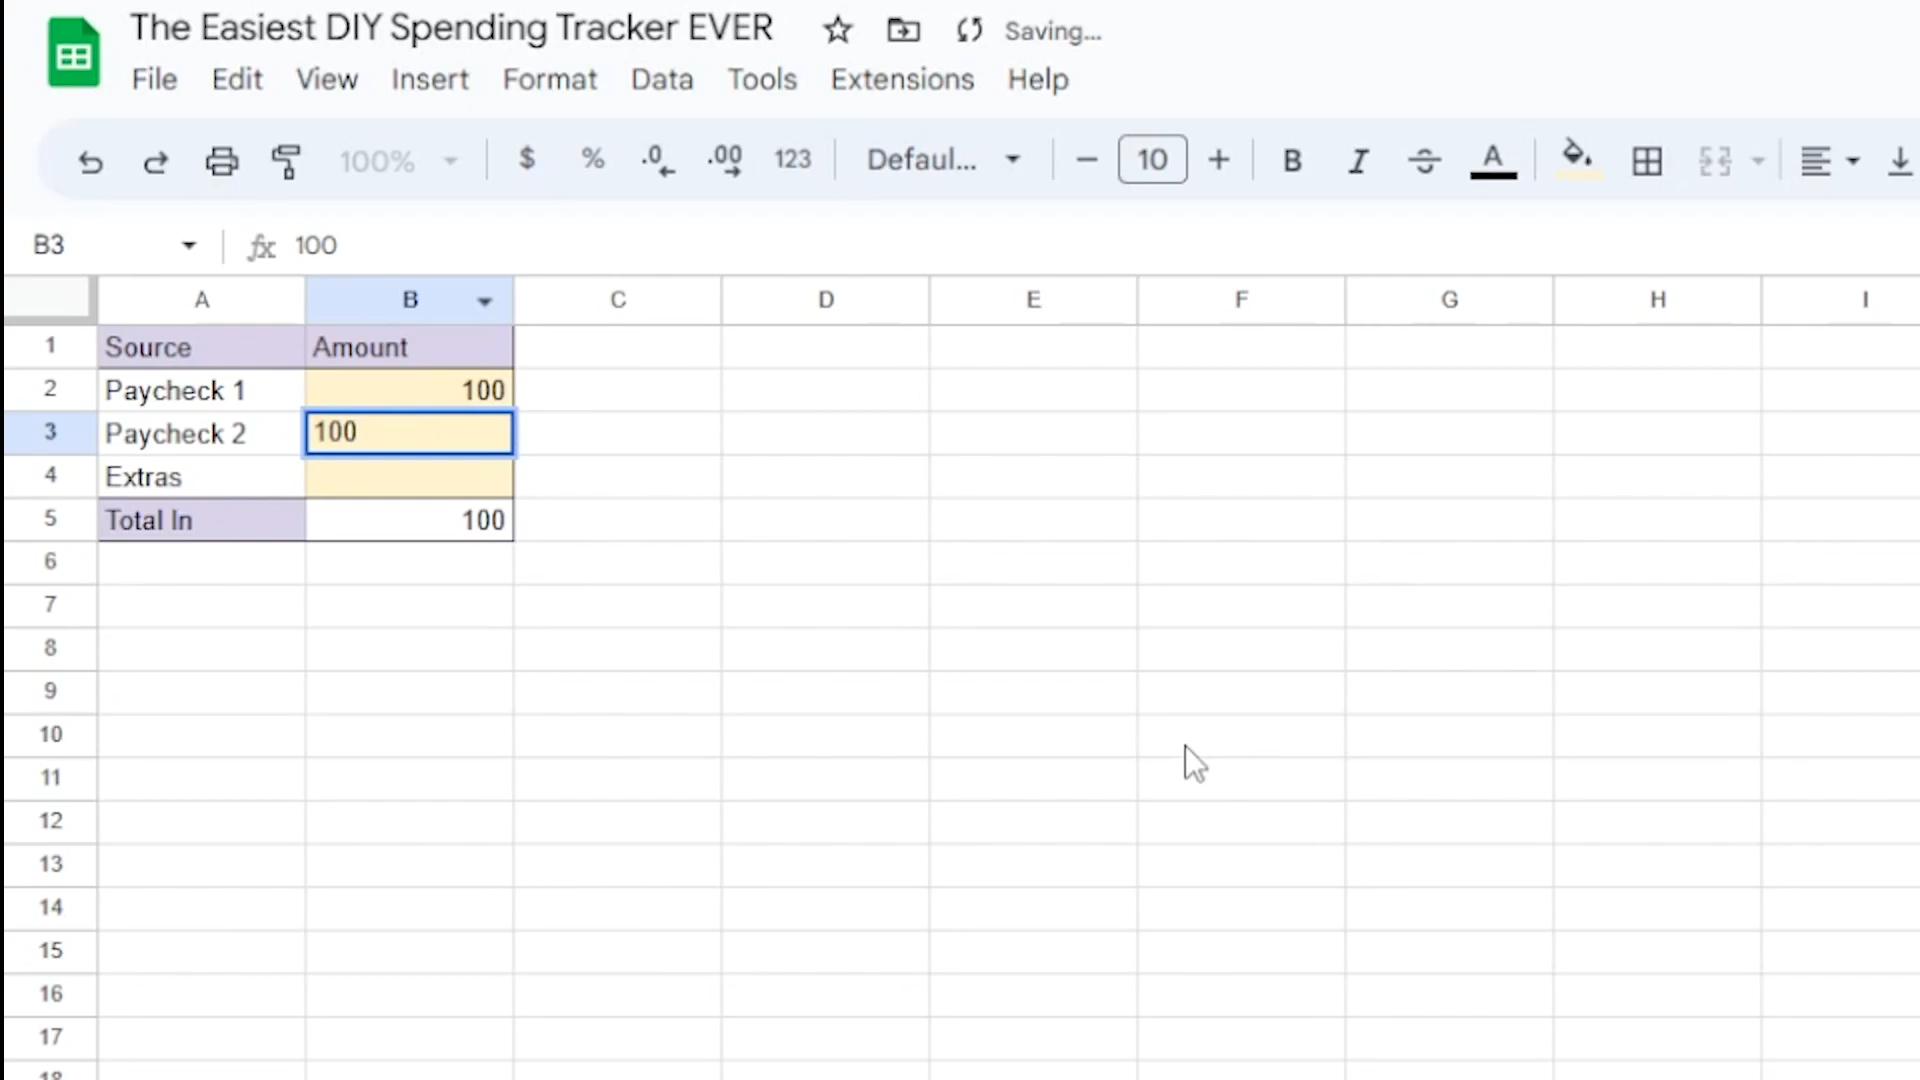 The Easiest DIY Spending Tracker EVER Saving...
File Edit View Insert Format Data Tools Extensions Help
100% $ % .0 .00 123 Defaul... 10 B I A
B3 fx 100
A B C D E F G H I
1 Source Amount
2 Paycheck 1 100
3 Paycheck 2 100
4 Extras
5 Total In 100
6
7
8
9
10
11
12
13
14
15
16
17
18